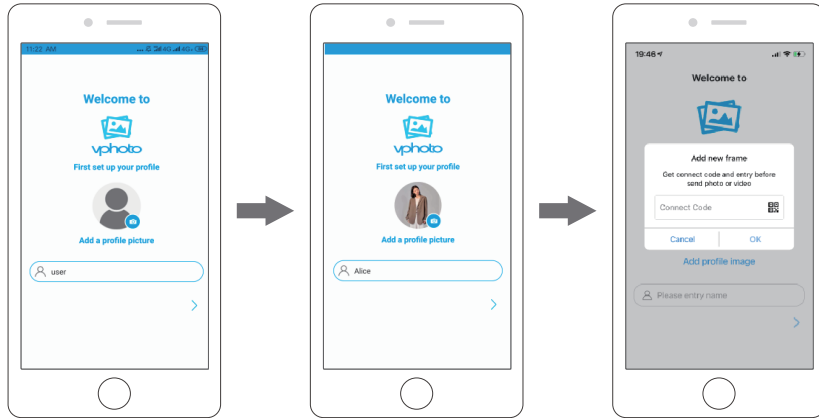 11:22 AM
4G 4G
Welcome to
vphoto
First set up your profile
Add a profile picture
user
Welcome to
vphoto
First set up your profile
Add a profile picture
Alice
19:46
Welcome to
Add new frame
Get connect code and entry before
send photo or video
Connect Code
Cancel OK
Add profile image
Please entry name